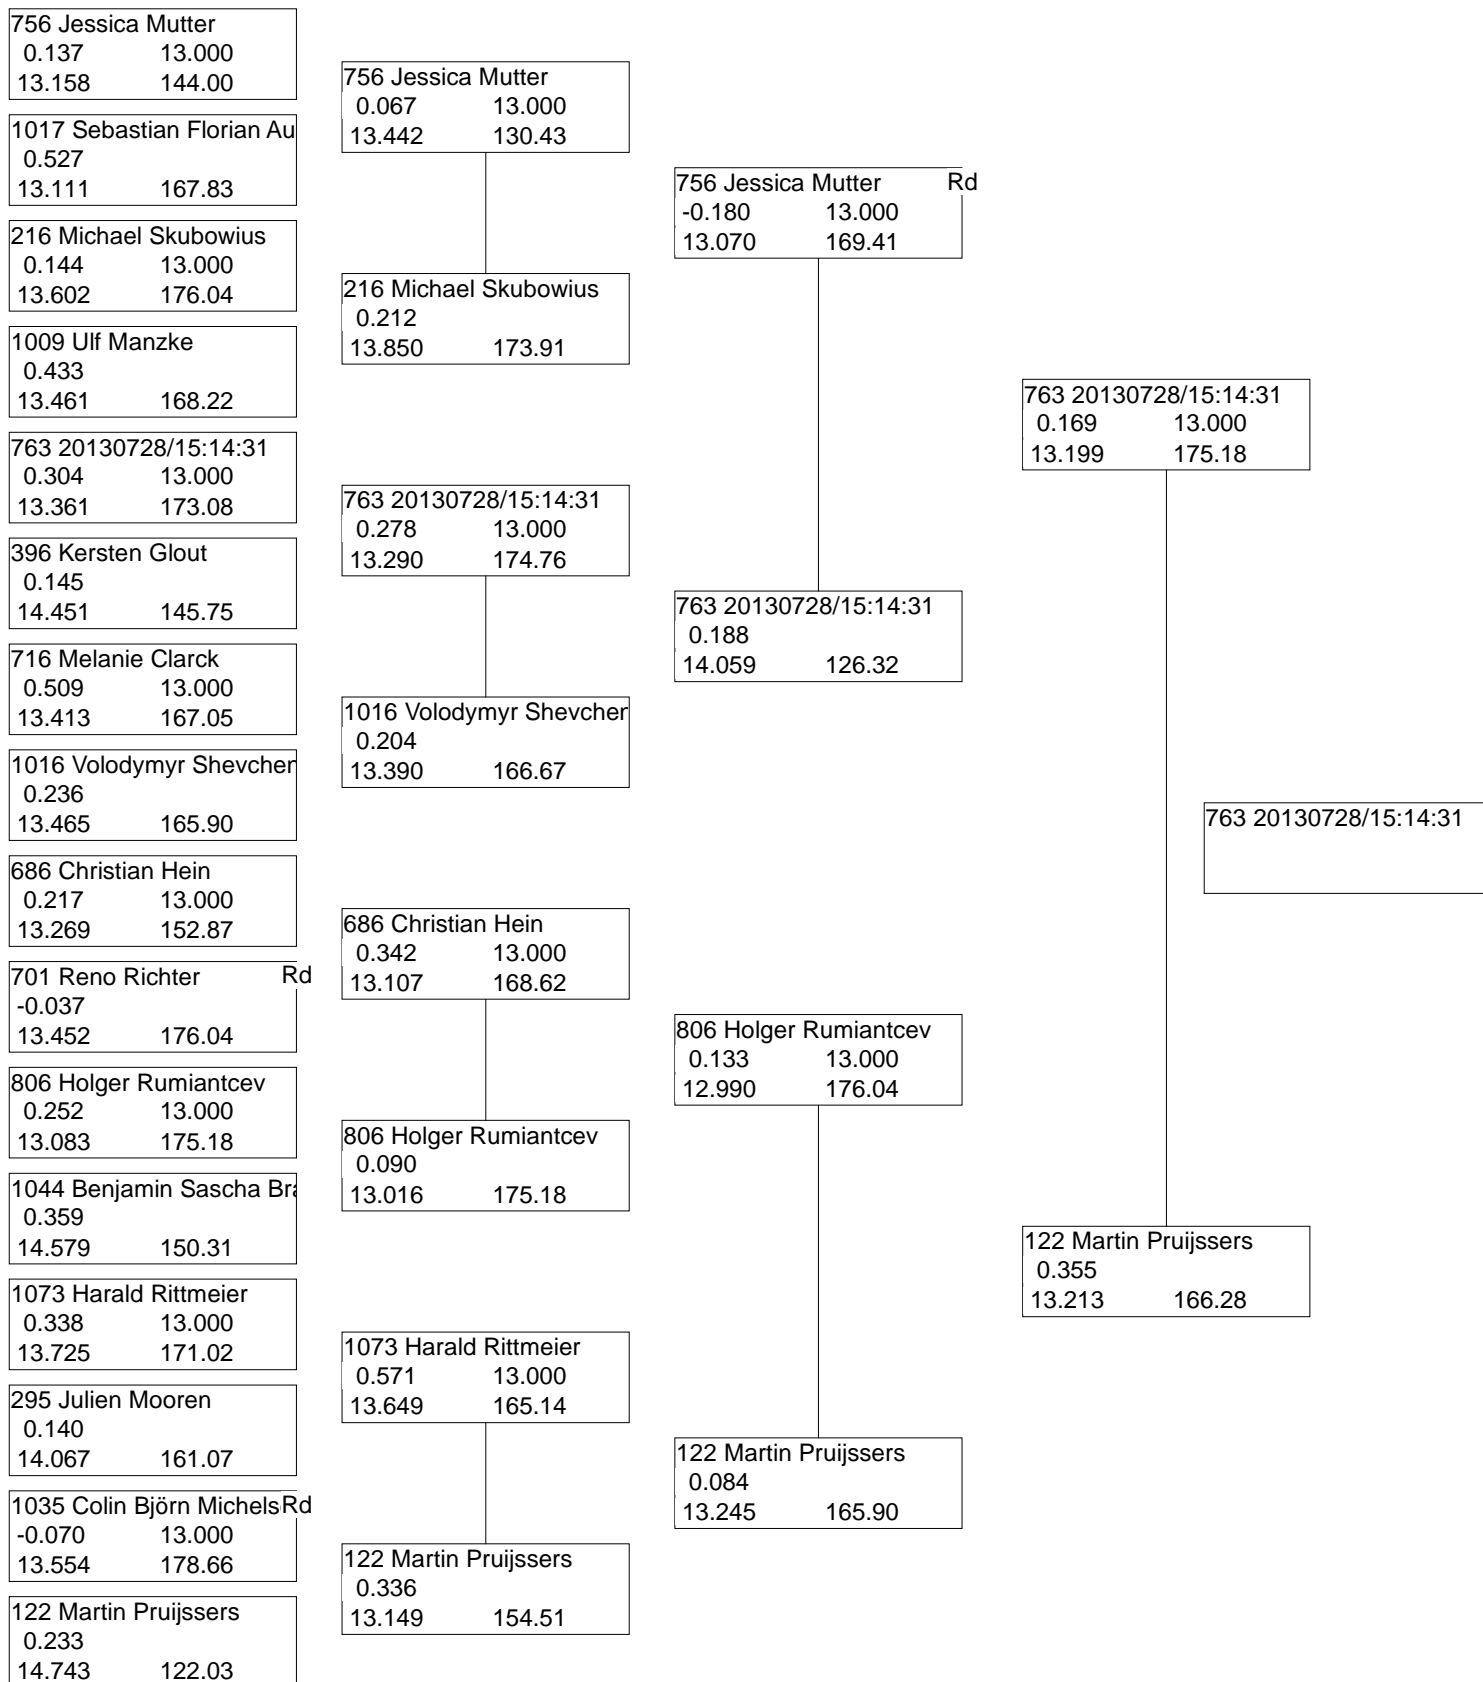 756 Jessica Mutter
0.137 13.000
13.158 144.00
1017 Sebastian Florian Au
0.527
13.111 167.83
216 Michael Skubowius
0.144 13.000
13.602 176.04
1009 Ulf Manzke
0.433
13.461 168.22
763 20130728/15:14:31
0.304 13.000
13.361 173.08
396 Kersten Glout
0.145
14.451 145.75
716 Melanie Clarck
0.509 13.000
13.413 167.05
1016 Volodymyr Shevchen
0.236
13.465 165.90
686 Christian Hein
0.217 13.000
13.269 152.87
701 Reno Richter Rd
-0.037
13.452 176.04
806 Holger Rumiantcev
0.252 13.000
13.083 175.18
1044 Benjamin Sascha Bra
0.359
14.579 150.31
1073 Harald Rittmeier
0.338 13.000
13.725 171.02
295 Julien Mooren
0.140
14.067 161.07
1035 Colin Björn Michels Rd
-0.070 13.000
13.554 178.66
122 Martin Pruijssers
0.233
14.743 122.03
756 Jessica Mutter
0.067 13.000
13.442 130.43
216 Michael Skubowius
0.212
13.850 173.91
763 20130728/15:14:31
0.278 13.000
13.290 174.76
1016 Volodymyr Shevchen
0.204
13.390 166.67
686 Christian Hein
0.342 13.000
13.107 168.62
806 Holger Rumiantcev
0.090
13.016 175.18
1073 Harald Rittmeier
0.571 13.000
13.649 165.14
122 Martin Pruijssers
0.336
13.149 154.51
756 Jessica Mutter Rd
-0.180 13.000
13.070 169.41
763 20130728/15:14:31
0.188
14.059 126.32
806 Holger Rumiantcev
0.133 13.000
12.990 176.04
122 Martin Pruijssers
0.084
13.245 165.90
763 20130728/15:14:31
0.169 13.000
13.199 175.18
122 Martin Pruijssers
0.355
13.213 166.28
763 20130728/15:14:31